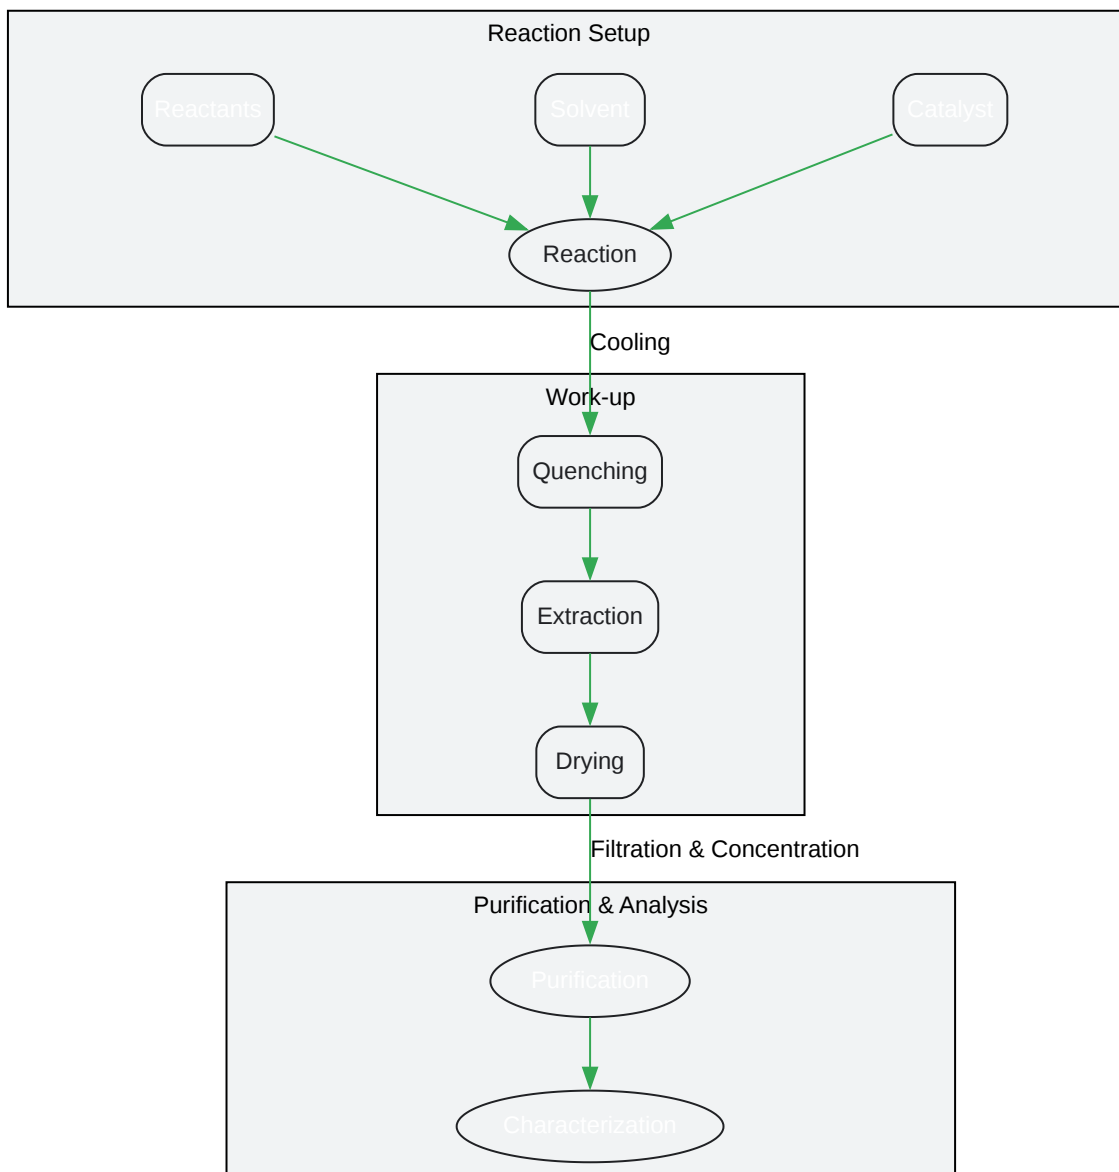 Reaction Setup
Reactants
Solvent
Catalyst
Reaction
Cooling
Work-up
Quenching
Extraction
Drying
Filtration & Concentration
Purification & Analysis
Purification
Characterization